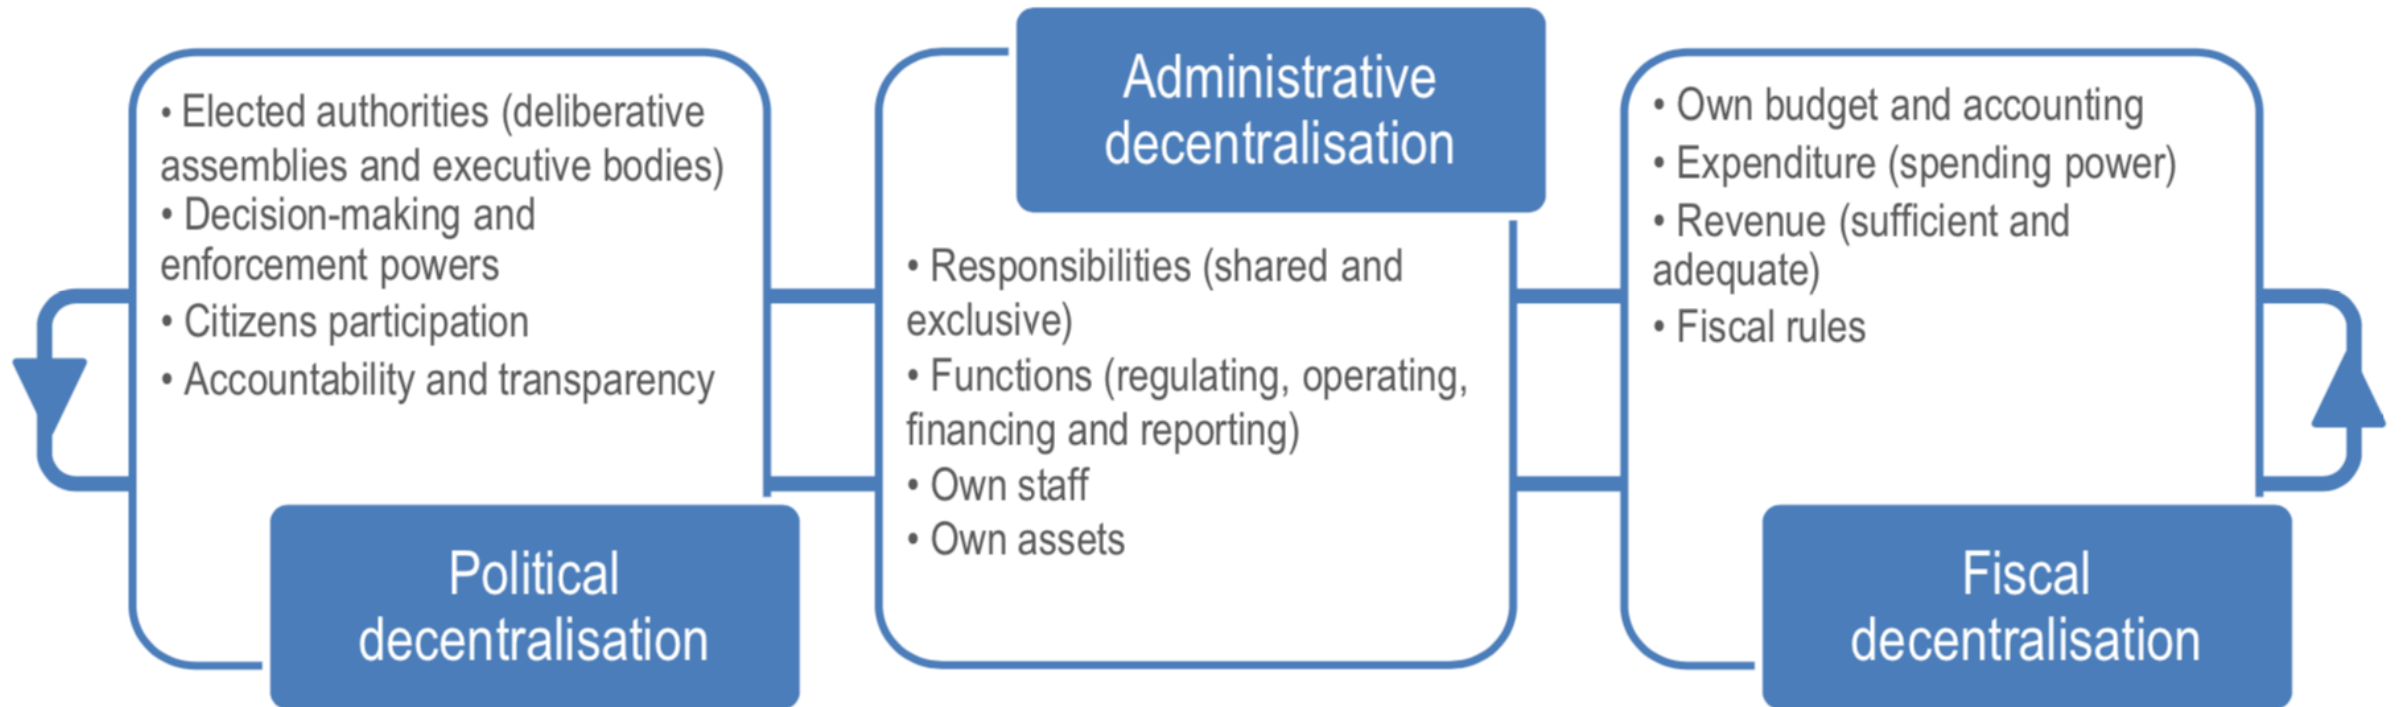 • Elected authorities (deliberative
assemblies and executive bodies)
• Decision-making and
enforcement powers
• Citizens participation
• Accountability and transparency
Political
decentralisation
Administrative
decentralisation
• Responsibilities (shared and
exclusive)
• Functions (regulating, operating,
financing and reporting)
• Own staff
• Own assets
• Own budget and accounting
• Expenditure (spending power)
• Revenue (sufficient and
adequate)
• Fiscal rules
Fiscal
decentralisation